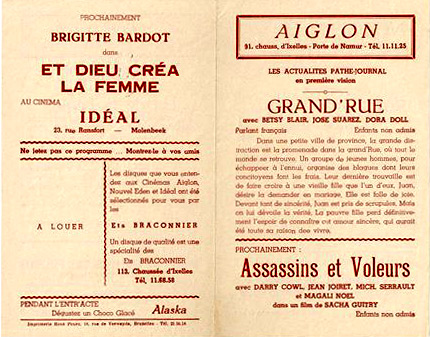 PROCHAINEMENT
BRIGITTE BARDOT
dans
ET DIEU CRÉA
LA FEMME
AU CINEMA
IDÉAL
23, rue Ransfort - Molenbeek
Ne jetez pas ce programme ... Montrez-le à vos amis
A LOUER
Les disques que vous enten-
dez aux Cinémas Aiglon,
Nouvel Eden et Idéal ont été
sélectionnés pour vous par
les
Ets BRACONNIER
Un disque de qualité est une
spécialité des
Ets BRACONNIER
113, Chaussée d'Ixelles
Tél. 11.68.58
PENDANT L'ENTR'ACTE
Dégustez un Choco Glacé Alaska
AIGLON
91, chauss. d'Ixelles - Porte de Namur - Tél. 11.11.25
LES ACTUALITES PATHE-JOURNAL
en première vision
GRAND'RUE
avec BETSY BLAIR, JOSE SUAREZ, DORA DOLL
Parlant français Enfants non admis
Dans une petite ville de province, la grande dis-
traction est la promenade dans la grand'Rue, où tout le
monde se retrouve. Un groupe de jeunes hommes, pour
échapper à l'ennui, organise des blagues dont leurs
concitoyens font les frais. Leur dernière trouvaille est
de faire croire à une vieille fille que l'un d'eux, Juan,
désire la demander en mariage. Elle est folle de joie.
Devant tant de sincérité, Juan est pris de scrupules. Mais
on lui dévoile la vérité. La pauvre fille perd définitive-
ment l'espoir de connaître cet amour sincère, qui aurait
été toute sa raison de vivre.
PROCHAINEMENT :
Assassins et Voleurs
avec DARRY COWL, JEAN JOIRET, MICH. SERRAULT
et MAGALI NOEL
dans un film de SACHA GUITRY
Enfants non admis